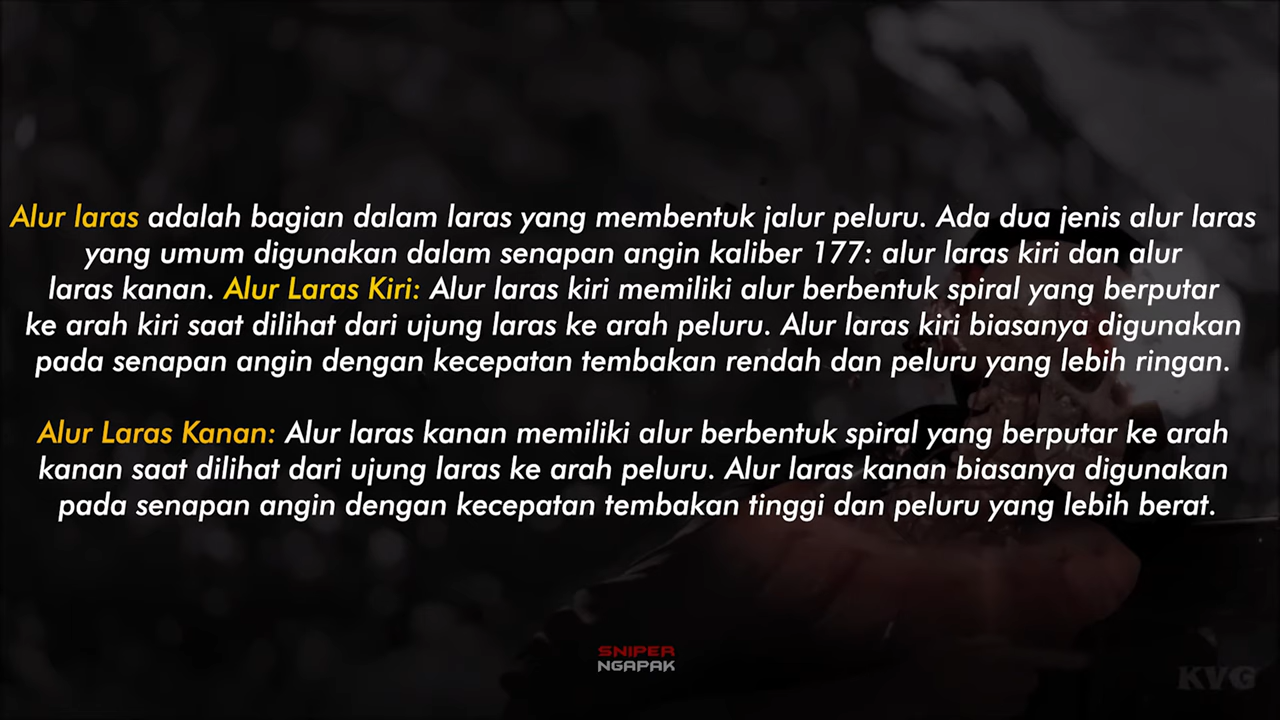 Alur laras adalah bagian dalam laras yang membentuk jalur peluru. Ada dua jenis alur laras
yang umum digunakan dalam senapan angin kaliber 177: alur laras kiri dan alur
laras kanan. Alur Laras Kiri: Alur laras kiri memiliki alur berbentuk spiral yang berputar
ke arah kiri saat dilihat dari ujung laras ke arah peluru. Alur laras kiri biasanya digunakan
pada senapan angin dengan kecepatan tembakan rendah dan peluru yang lebih ringan.
Alur Laras Kanan: Alur laras kanan memiliki alur berbentuk spiral yang berputar ke arah
kanan saat dilihat dari ujung laras ke arah peluru. Alur laras kanan biasanya digunakan
pada senapan angin dengan kecepatan tembakan tinggi dan peluru yang lebih berat.
SNIPER
NGAPAK
KVG